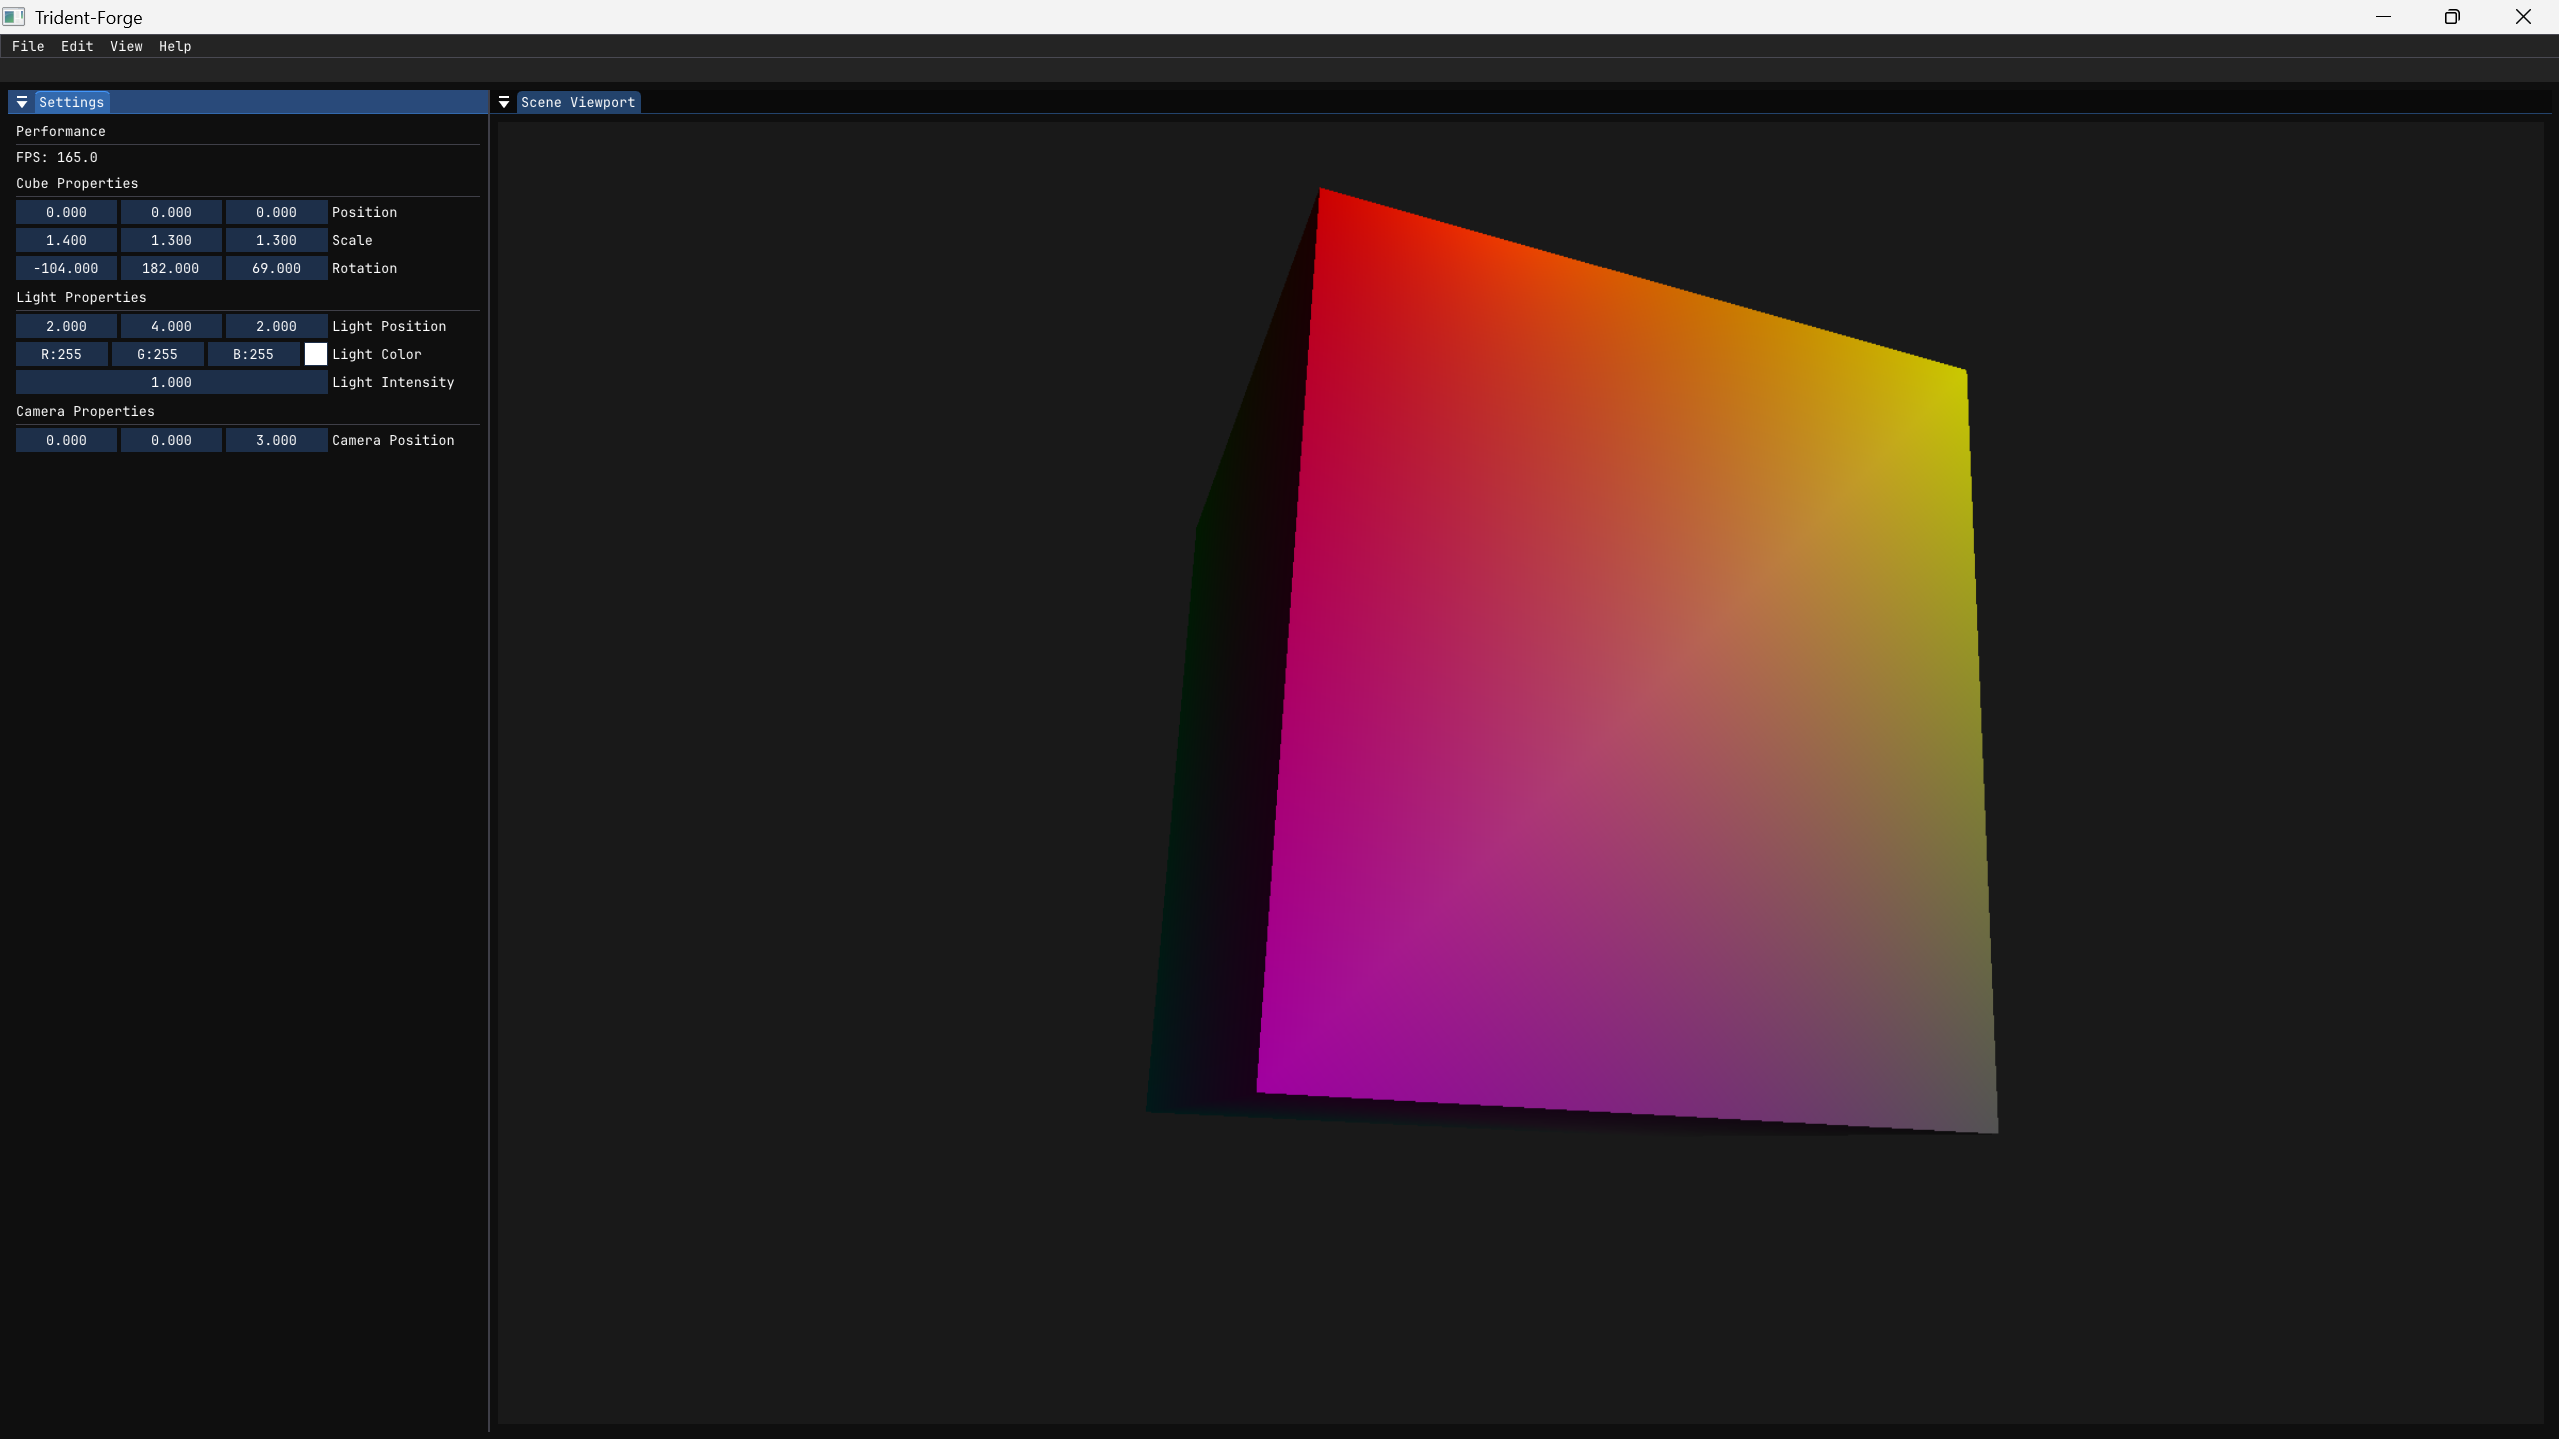 Trident-Forge
File Edit View Help
Settings
Scene Viewport
Performance
FPS: 165.0
Cube Properties
0.000 0.000 0.000 Position
1.400 1.300 1.300 Scale
-104.000 182.000 69.000 Rotation
Light Properties
2.000 4.000 2.000 Light Position
R:255 G:255 B:255 Light Color
1.000 Light Intensity
Camera Properties
0.000 0.000 3.000 Camera Position